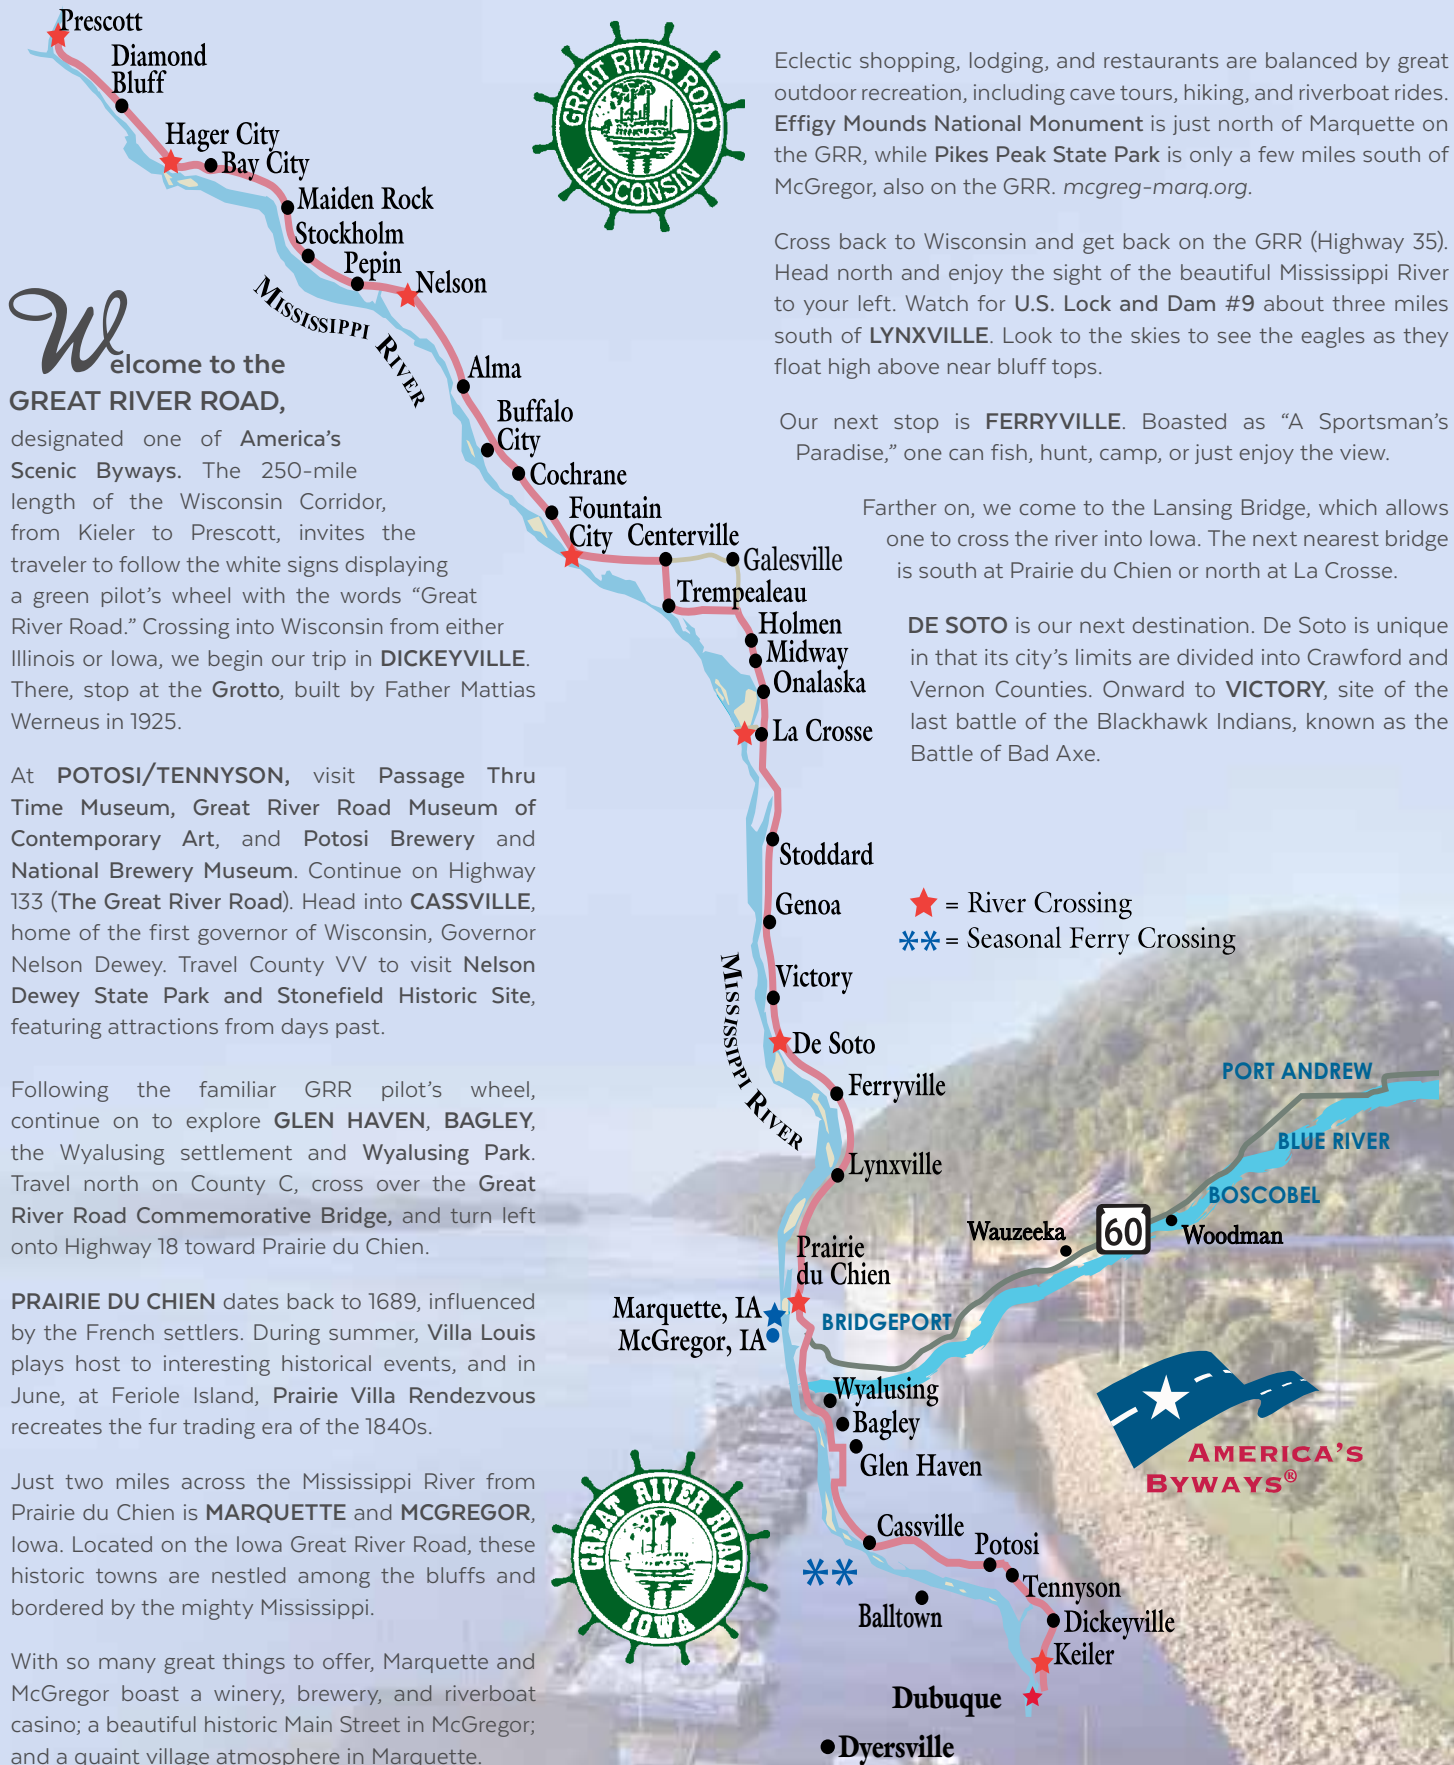 Prescott
Diamond
Bluff
Hager City
Bay City
Maiden Rock
Stockholm
Pepin
Nelson
MISSISSIPPI RIVER
Alma
Buffalo
City
Cochrane
Fountain
City
Centerville
Galesville
Trempealeau
Holmen
Midway
Onalaska
La Crosse
Stoddard
Genoa
Victory
MISSISSIPPI RIVER
De Soto
Ferryville
Lynxville
Prairie
du Chien
Marquette, IA
McGregor, IA
Wyalusing
Bagley
Glen Haven
Cassville
Potosi
Tennyson
Balltown
Dickeyville
Keiler
Dubuque
Dyersville
= River Crossing
** = Seasonal Ferry Crossing
PORT ANDREW
BLUE RIVER
BOSCOBEL
Wauzeeka
60
Woodman
BRIDGEPORT
AMERICA'S
BYWAYS®
GREAT RIVER ROAD
WISCONSIN
GREAT RIVER ROAD
IOWA
**
Welcome to the
GREAT RIVER ROAD,
designated one of America's
Scenic Byways. The 250-mile
length of the Wisconsin Corridor,
from Kieler to Prescott, invites the
traveler to follow the white signs displaying
a green pilot's wheel with the words “Great
River Road.” Crossing into Wisconsin from either
Illinois or Iowa, we begin our trip in DICKEYVILLE.
There, stop at the Grotto, built by Father Mattias
Werneus in 1925.
At POTOSI/TENNYSON, visit Passage Thru
Time Museum, Great River Road Museum of
Contemporary Art, and Potosi Brewery and
National Brewery Museum. Continue on Highway
133 (The Great River Road). Head into CASSVILLE,
home of the first governor of Wisconsin, Governor
Nelson Dewey. Travel County VV to visit Nelson
Dewey State Park and Stonefield Historic Site,
featuring attractions from days past.
Following the familiar GRR pilot's wheel,
continue on to explore GLEN HAVEN, BAGLEY,
the Wyalusing settlement and Wyalusing Park.
Travel north on County C, cross over the Great
River Road Commemorative Bridge, and turn left
onto Highway 18 toward Prairie du Chien.
PRAIRIE DU CHIEN dates back to 1689, influenced
by the French settlers. During summer, Villa Louis
plays host to interesting historical events, and in
June, at Feriole Island, Prairie Villa Rendezvous
recreates the fur trading era of the 1840s.
Just two miles across the Mississippi River from
Prairie du Chien is MARQUETTE and MCGREGOR,
Iowa. Located on the Iowa Great River Road, these
historic towns are nestled among the bluffs and
bordered by the mighty Mississippi.
With so many great things to offer, Marquette and
McGregor boast a winery, brewery, and riverboat
casino; a beautiful historic Main Street in McGregor;
and a quaint village atmosphere in Marquette.
Eclectic shopping, lodging, and restaurants are balanced by great
outdoor recreation, including cave tours, hiking, and riverboat rides.
Effigy Mounds National Monument is just north of Marquette on
the GRR, while Pikes Peak State Park is only a few miles south of
McGregor, also on the GRR. mcgreg-marq.org.
Cross back to Wisconsin and get back on the GRR (Highway 35).
Head north and enjoy the sight of the beautiful Mississippi River
to your left. Watch for U.S. Lock and Dam #9 about three miles
south of LYNXVILLE. Look to the skies to see the eagles as they
float high above near bluff tops.
Our next stop is FERRYVILLE. Boasted as “A Sportsman's
Paradise,” one can fish, hunt, camp, or just enjoy the view.
Farther on, we come to the Lansing Bridge, which allows
one to cross the river into Iowa. The next nearest bridge
is south at Prairie du Chien or north at La Crosse.
DE SOTO is our next destination. De Soto is unique
in that its city's limits are divided into Crawford and
Vernon Counties. Onward to VICTORY, site of the
last battle of the Blackhawk Indians, known as the
Battle of Bad Axe.